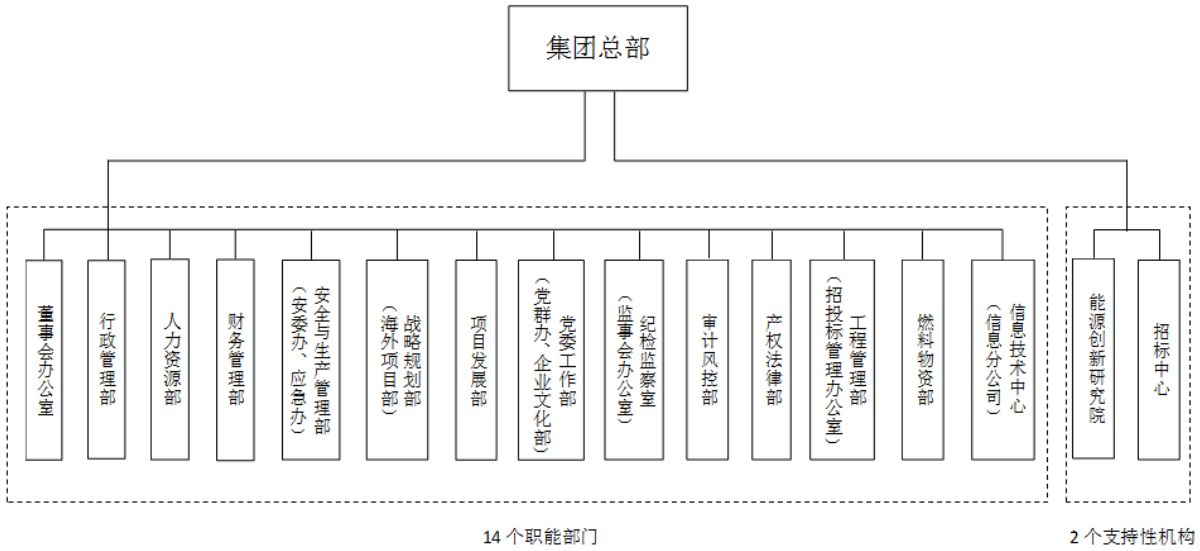 集团总部
董事会办公室
行政管理部
人力资源部
财务管理部
安全与生产管理部
（安委办、应急办）
战略规划部
（海外项目部）
项目发展部
党委工作部
（党群办、企业文化部）
纪检监察室
（监事会办公室）
审计风控部
产权法律部
工程管理部
（招投标管理办公室）
燃料物资部
信息技术中心
（信息分公司）
能源创新研究院
招标中心
14 个职能部门
2 个支持性机构